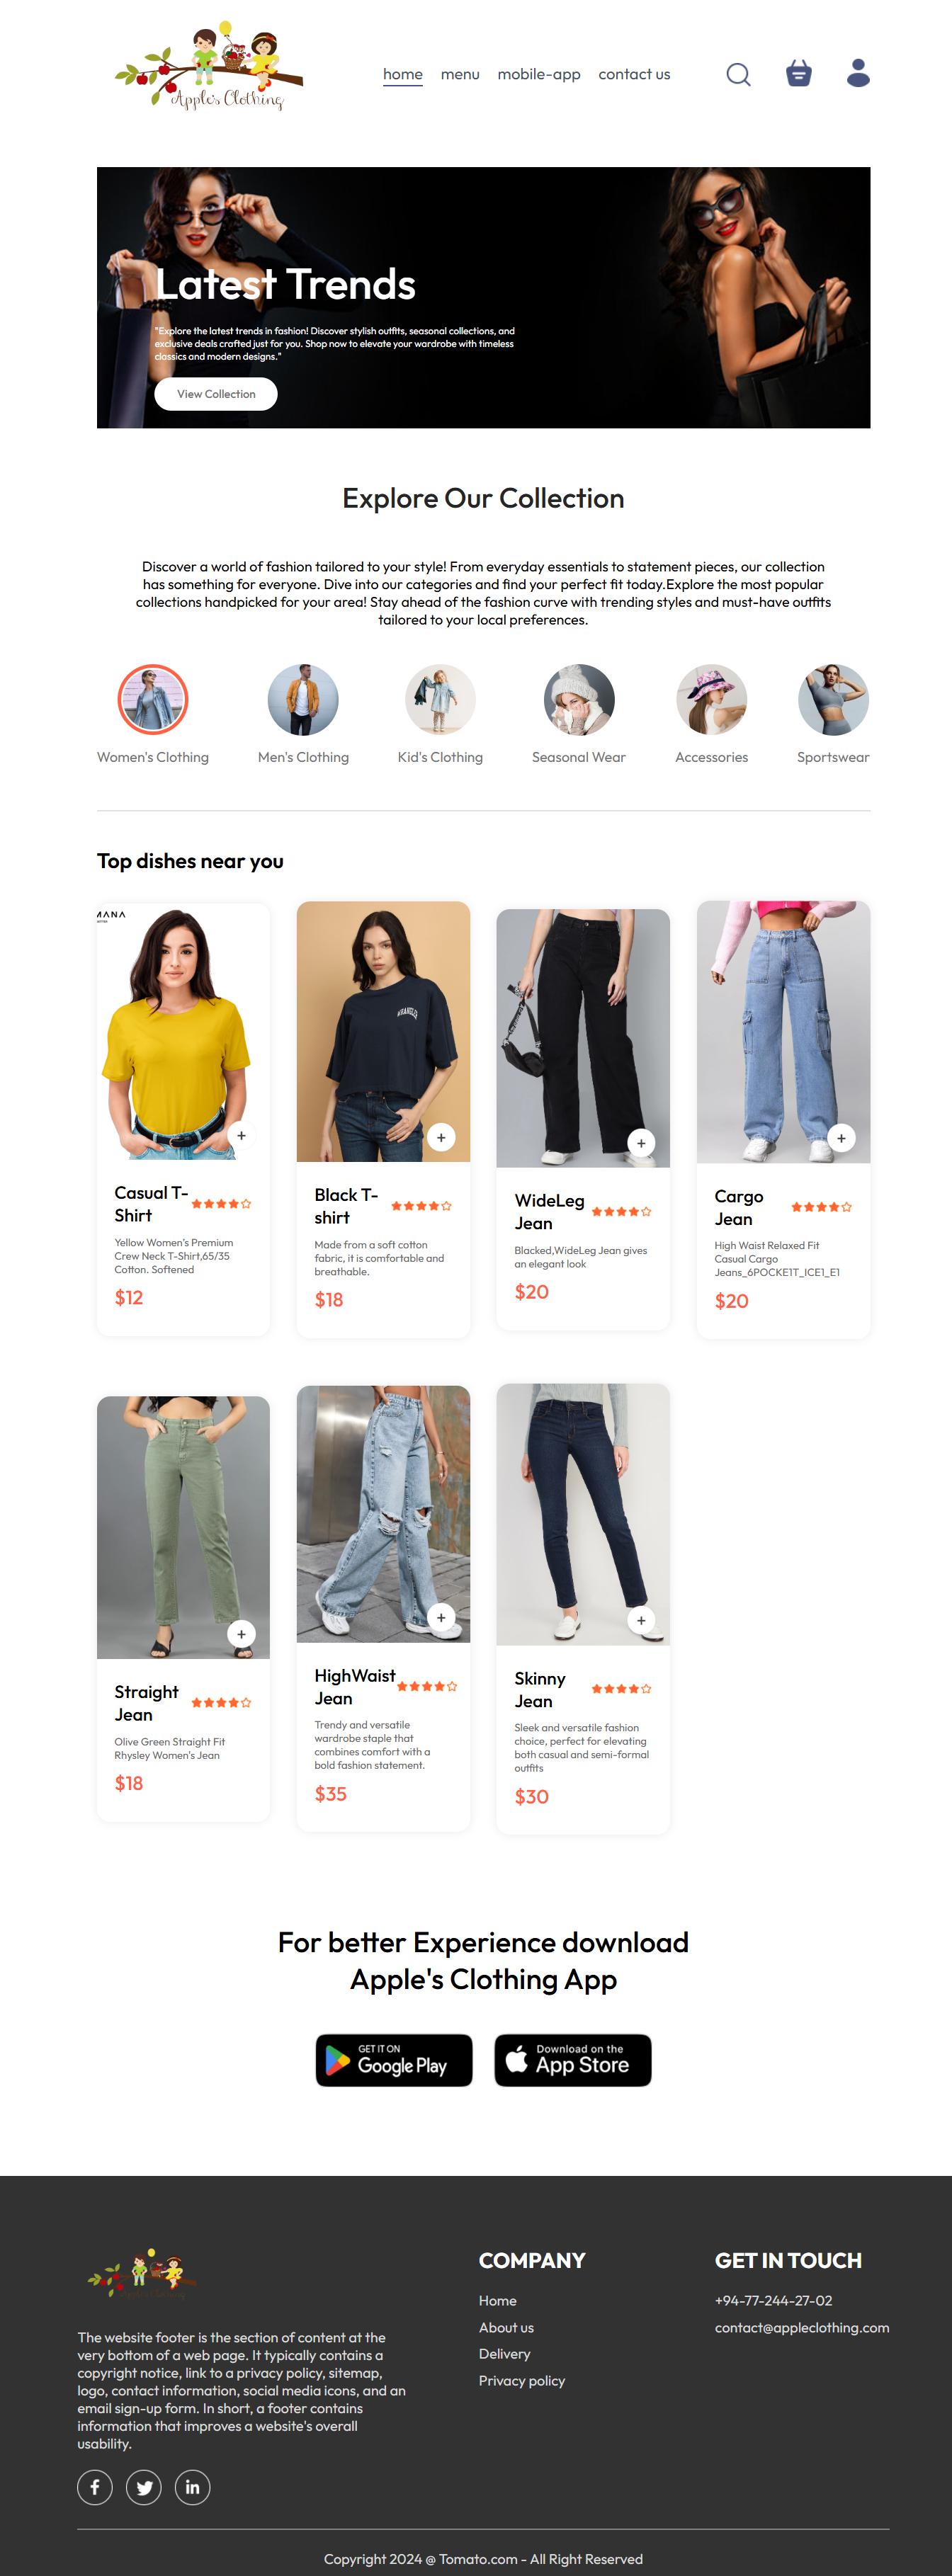 Apple's Clothing
home menu mobile-app contact us
Latest Trends
"Explore the latest trends in fashion! Discover stylish outfits, seasonal collections, and
exclusive deals crafted just for you. Shop now to elevate your wardrobe with timeless
classics and modern designs."
View Collection
Explore Our Collection
Discover a world of fashion tailored to your style! From everyday essentials to statement pieces, our collection
has something for everyone. Dive into our categories and find your perfect fit today.Explore the most popular
collections handpicked for your area! Stay ahead of the fashion curve with trending styles and must-have outfits
tailored to your local preferences.
Women's Clothing Men's Clothing Kid's Clothing Seasonal Wear Accessories Sportswear
Top dishes near you
MANA
+
Casual T-
Shirt
Yellow Women's Premium
Crew Neck T-Shirt,65/35
Cotton. Softened
$12
WRANGLER
+
Black T-
shirt
Made from a soft cotton
fabric, it is comfortable and
breathable.
$18
+
WideLeg
Jean
Blacked,WideLeg Jean gives
an elegant look
$20
+
Cargo
Jean
High Waist Relaxed Fit
Casual Cargo
Jeans_6POCKE1T_ICE1_E1
$20
+
Straight
Jean
Olive Green Straight Fit
Rhysley Women's Jean
$18
+
HighWaist
Jean
Trendy and versatile
wardrobe staple that
combines comfort with a
bold fashion statement.
$35
+
Skinny
Jean
Sleek and versatile fashion
choice, perfect for elevating
both casual and semi-formal
outfits
$30
For better Experience download
Apple's Clothing App
GET IT ON
Google Play
Download on the
App Store
Apple's Clothing
The website footer is the section of content at the
very bottom of a web page. It typically contains a
copyright notice, link to a privacy policy, sitemap,
logo, contact information, social media icons, and an
email sign-up form. In short, a footer contains
information that improves a website's overall
usability.
COMPANY
Home
About us
Delivery
Privacy policy
GET IN TOUCH
+94-77-244-27-02
contact@appleclothing.com
Copyright 2024 @ Tomato.com - All Right Reserved